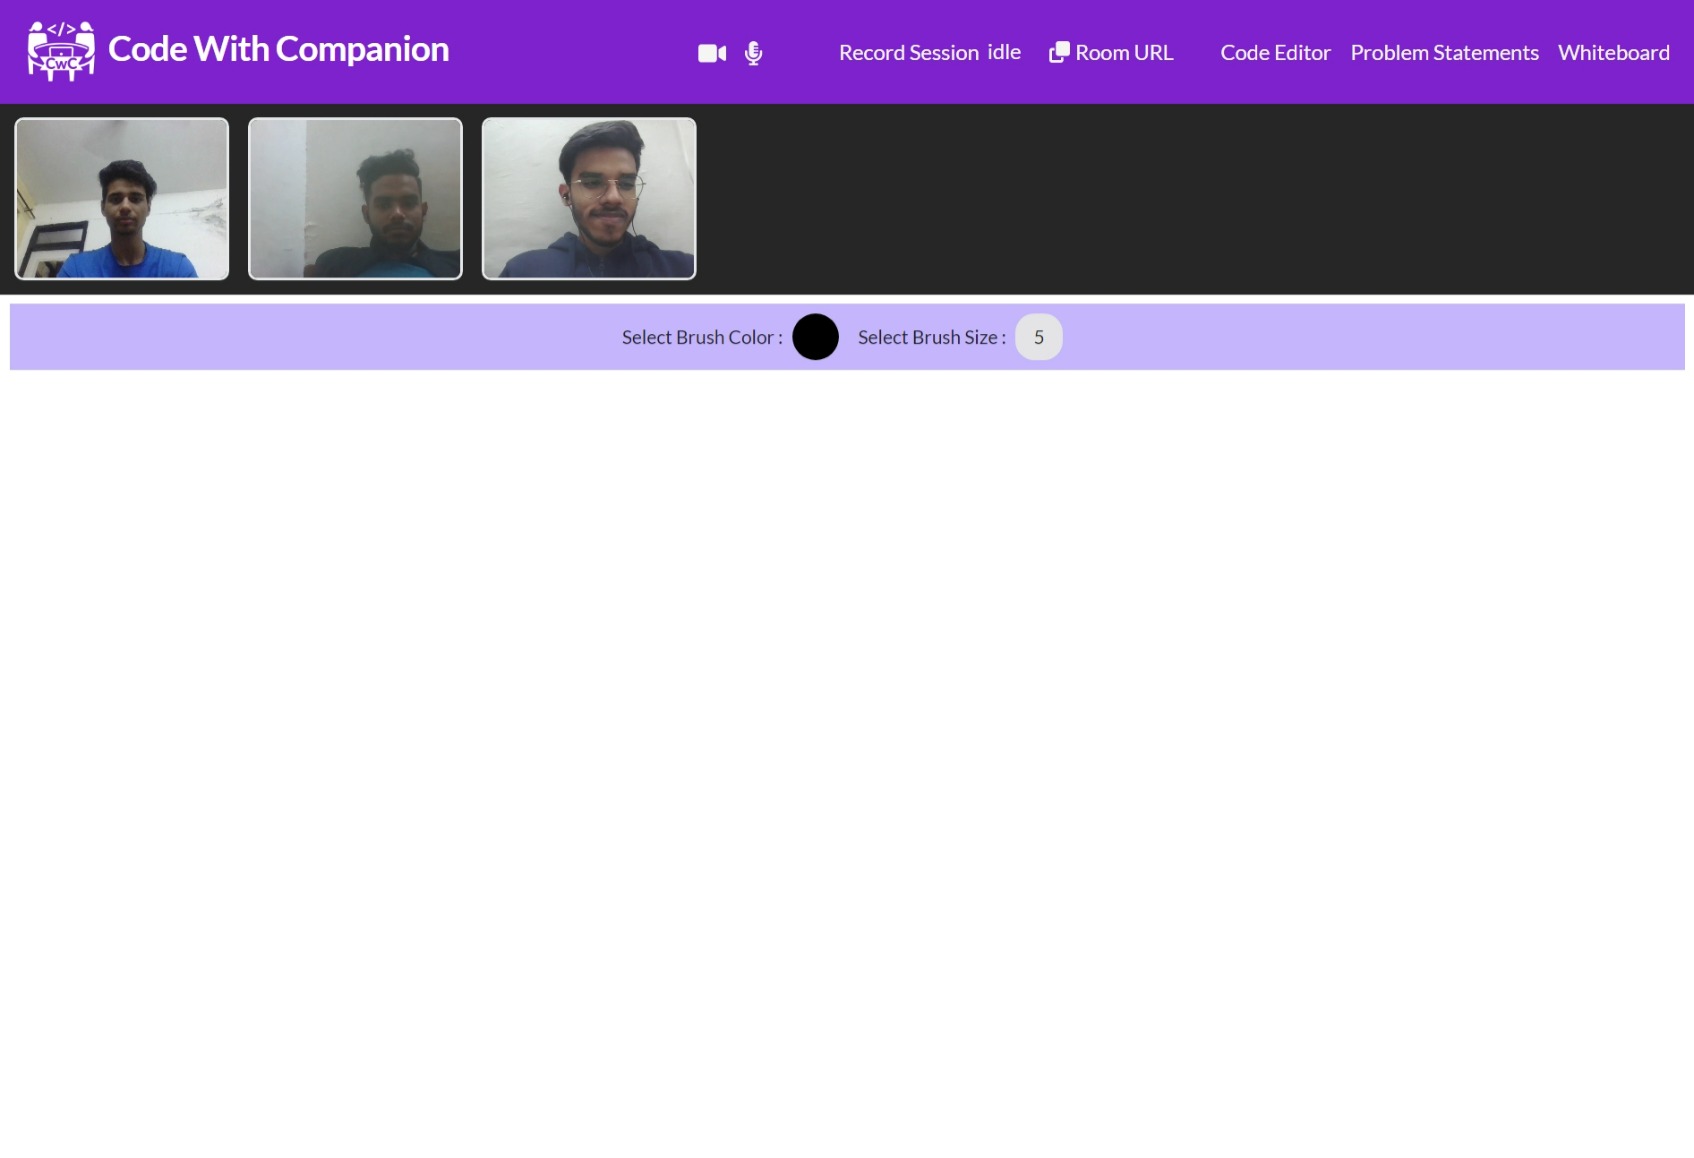 </>
CwC
Code With Companion
Record Session idle
Room URL
Code Editor
Problem Statements
Whiteboard
Select Brush Color :
Select Brush Size : 5